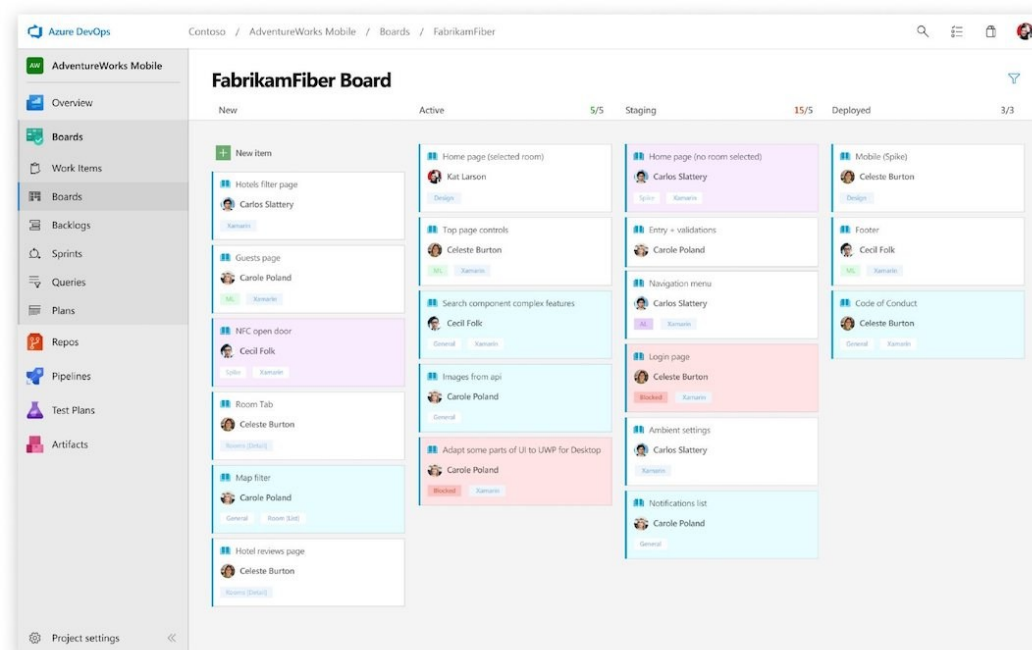 Azure DevOps
Contoso / AdventureWorks Mobile / Boards / FabrikamFiber
AW AdventureWorks Mobile
Overview
Boards
Work Items
Boards
Backlogs
Sprints
Queries
Plans
Repos
Pipelines
Test Plans
Artifacts
Project settings
FabrikamFiber Board
New
New item
Hotels filter page
Carlos Slattery
Xamarin
Guests page
Carole Poland
ML Xamarin
NFC open door
Cecil Folk
Spike Xamarin
Room Tab
Celeste Burton
Rooms (Detail)
Map filter
Carole Poland
General Room (List)
Hotel reviews page
Celeste Burton
Rooms (Detail)
Active 5/5
Home page (selected room)
Kat Larson
Design
Top page controls
Celeste Burton
ML Xamarin
Search component complex features
Cecil Folk
General Xamarin
Images from api
Carole Poland
General
Adapt some parts of UI to UWP for Desktop
Carole Poland
Blocked Xamarin
Staging 15/5
Home page (no room selected)
Carlos Slattery
Spike Xamarin
Entry + validations
Carole Poland
Navigation menu
Carlos Slattery
Xamarin
Login page
Celeste Burton
Blocked Xamarin
Ambient settings
Carlos Slattery
Xamarin
Notifications list
Carole Poland
General
Deployed 3/3
Mobile (Spike)
Celeste Burton
Design
Footer
Cecil Folk
ML Xamarin
Code of Conduct
Celeste Burton
General Xamarin